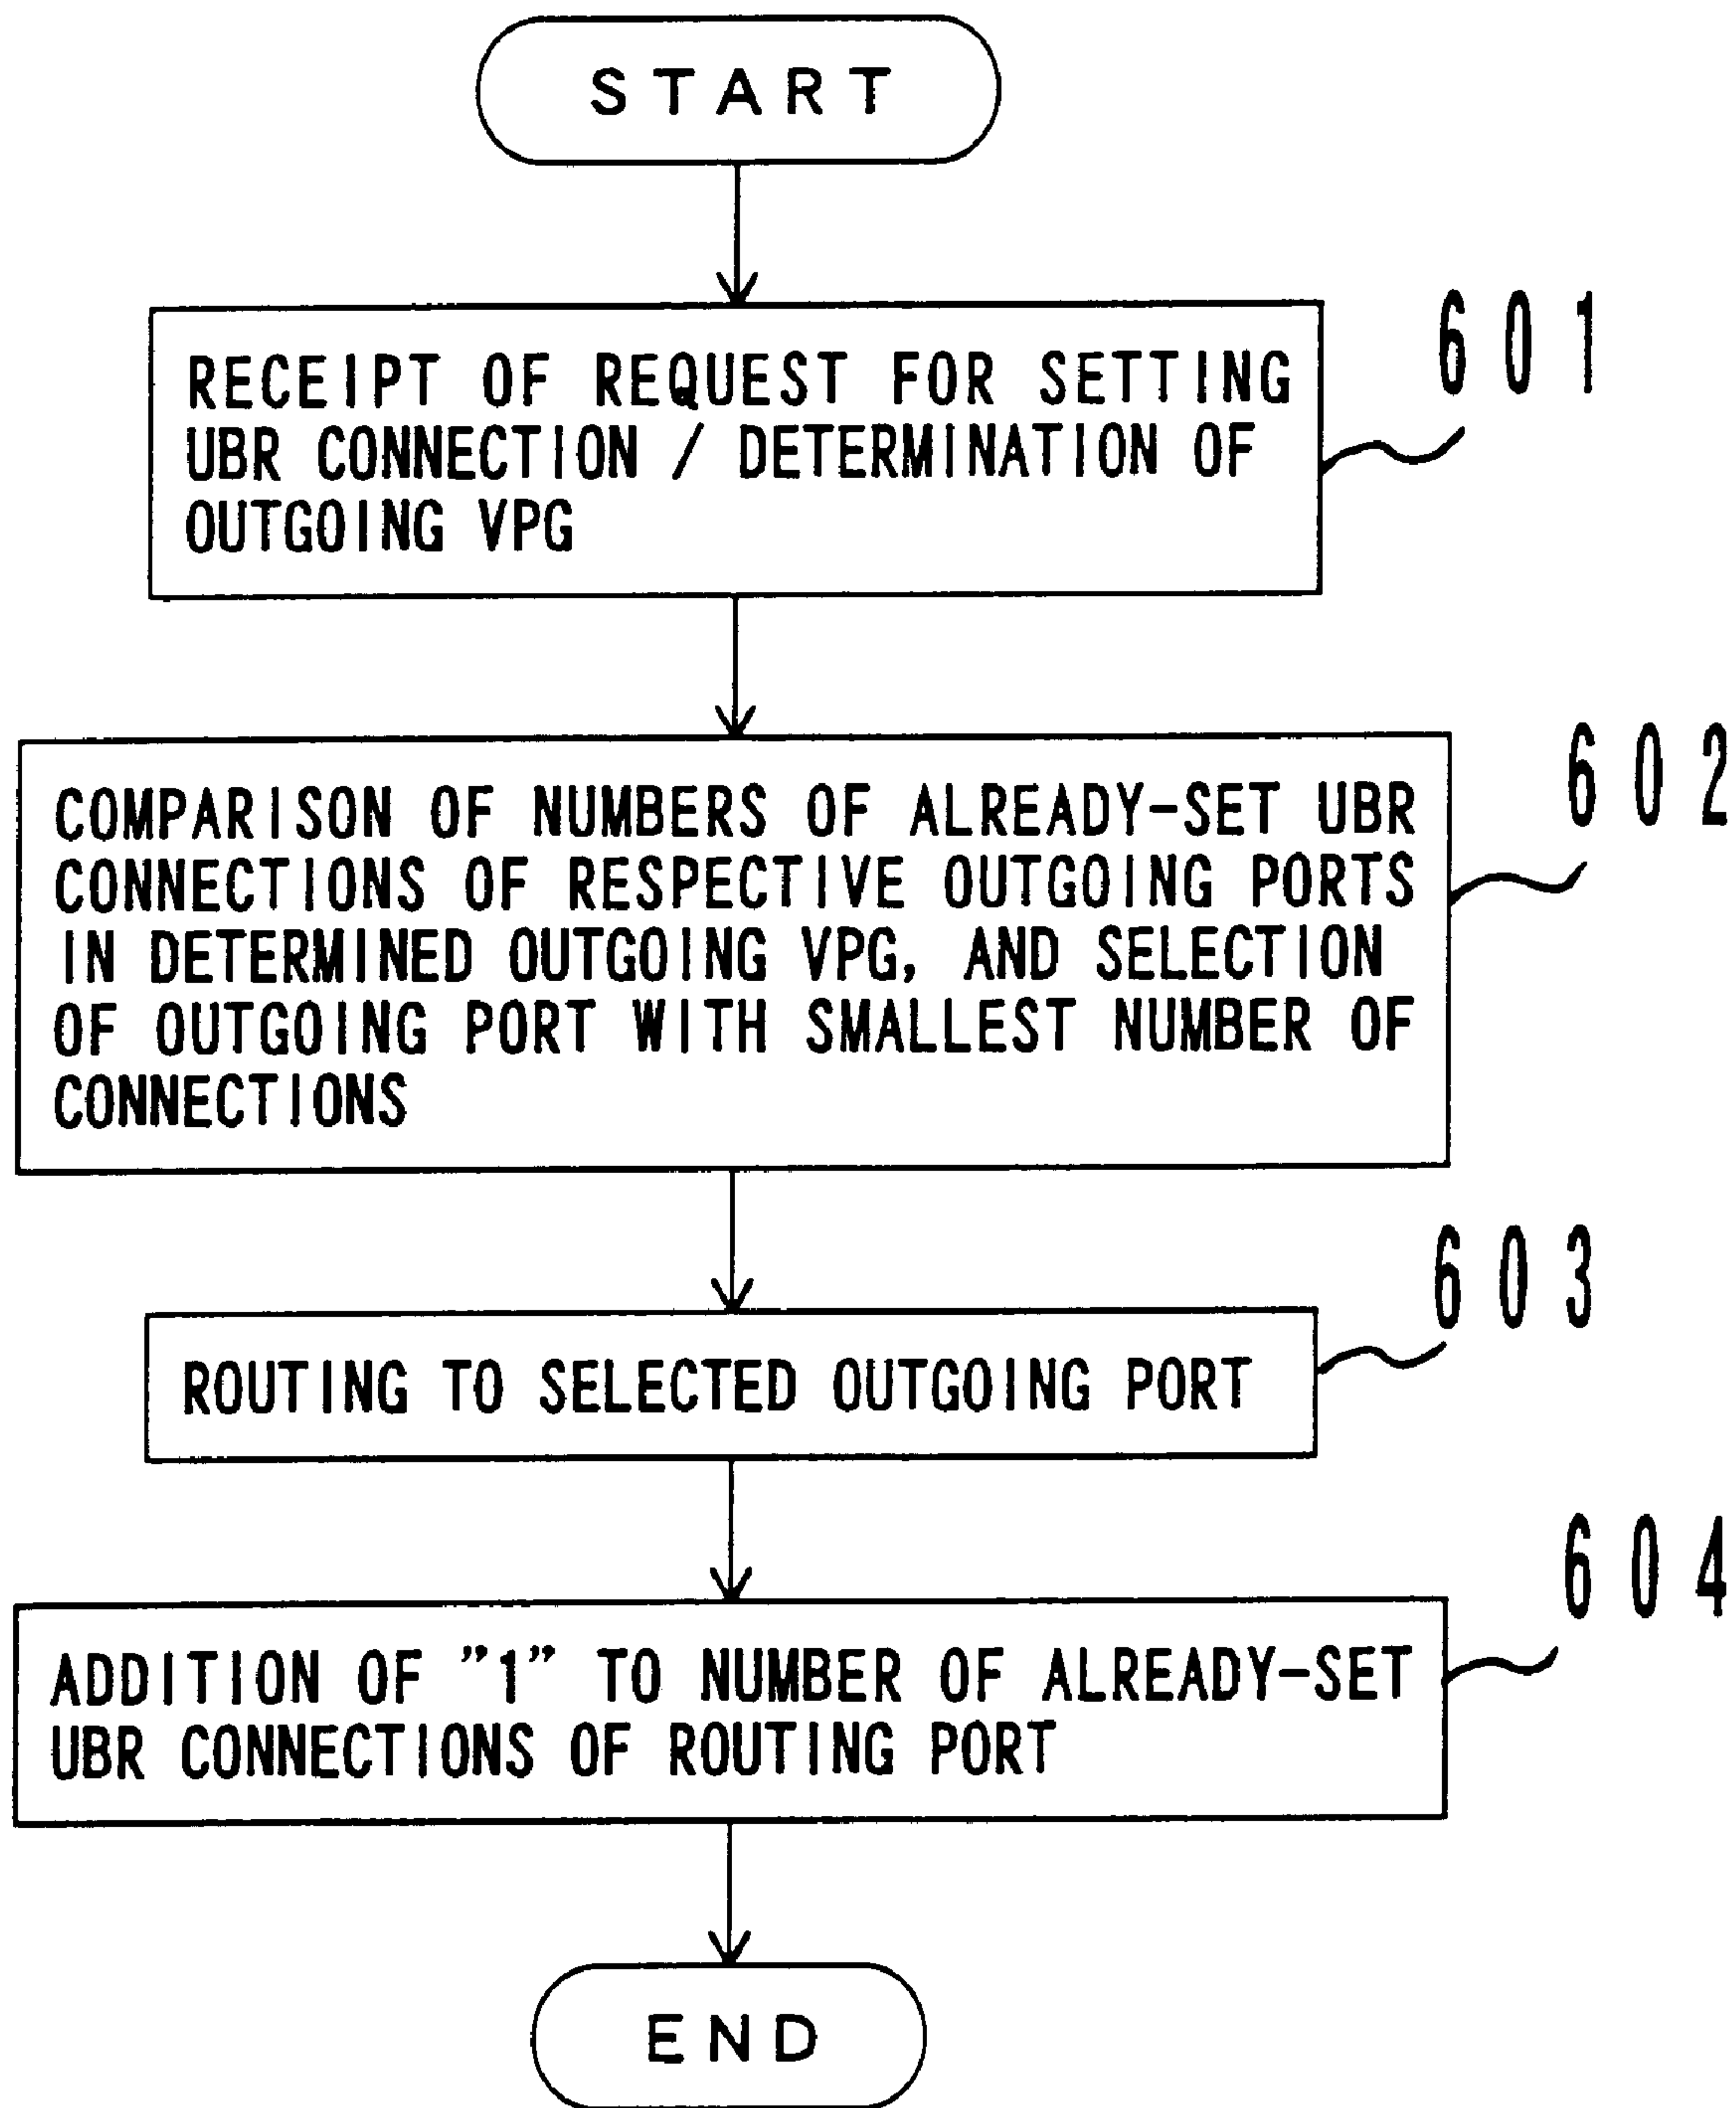 START
601
RECEIPT OF REQUEST FOR SETTING
UBR CONNECTION / DETERMINATION OF
OUTGOING VPG
602
COMPARISON OF NUMBERS OF ALREADY-SET UBR
CONNECTIONS OF RESPECTIVE OUTGOING PORTS
IN DETERMINED OUTGOING VPG, AND SELECTION
OF OUTGOING PORT WITH SMALLEST NUMBER OF
CONNECTIONS
603
ROUTING TO SELECTED OUTGOING PORT
604
ADDITION OF "1" TO NUMBER OF ALREADY-SET
UBR CONNECTIONS OF ROUTING PORT
END